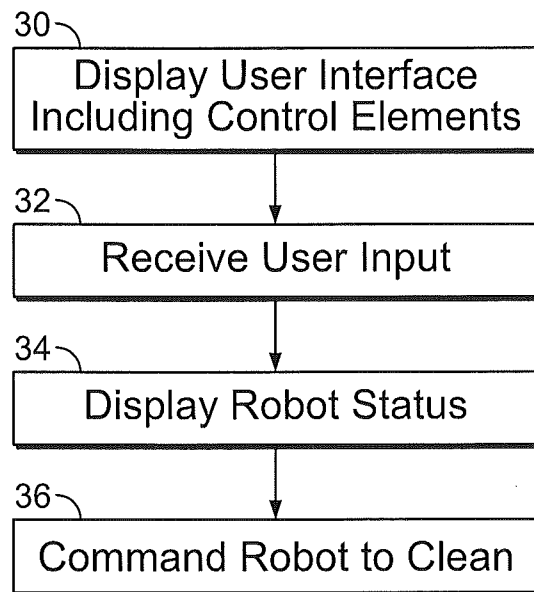 30
Display User Interface
Including Control Elements
32
Receive User Input
34
Display Robot Status
36
Command Robot to Clean